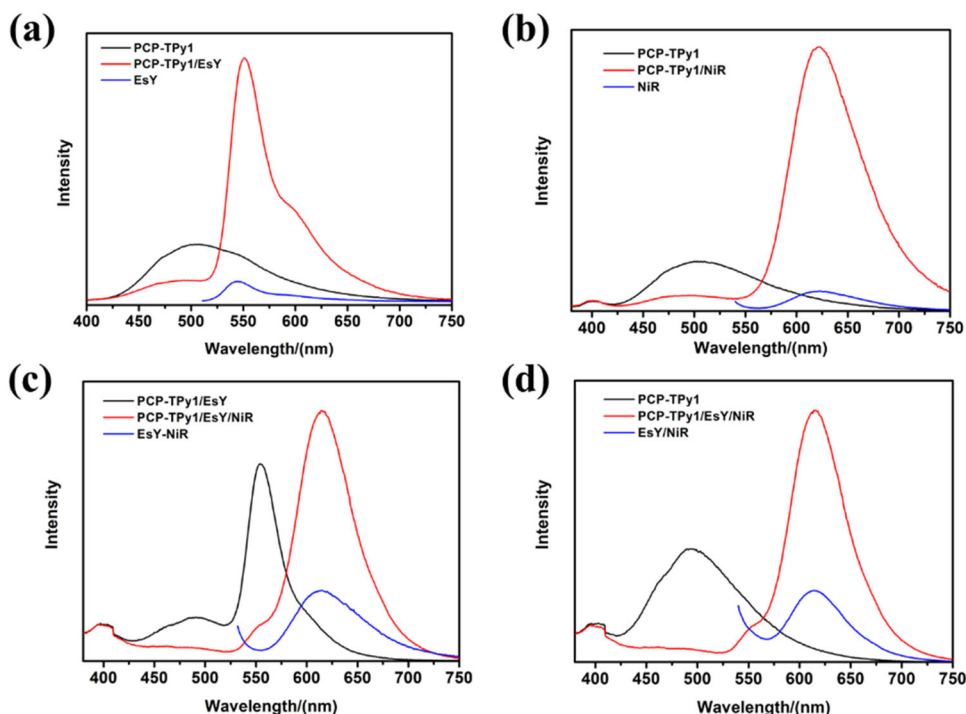 (a)
PCP-TPy1
PCP-TPy1/EsY
EsY
Intensity
400 450 500 550 600 650 700 750
Wavelength/(nm)
(b)
PCP-TPy1
PCP-TPy1/NiR
NiR
Intensity
400 450 500 550 600 650 700 750
Wavelength/(nm)
(c)
PCP-TPy1/EsY
PCP-TPy1/EsY/NiR
EsY-NiR
Intensity
400 450 500 550 600 650 700 750
Wavelength/(nm)
(d)
PCP-TPy1
PCP-TPy1/EsY/NiR
EsY/NiR
Intensity
400 450 500 550 600 650 700 750
Wavelength/(nm)